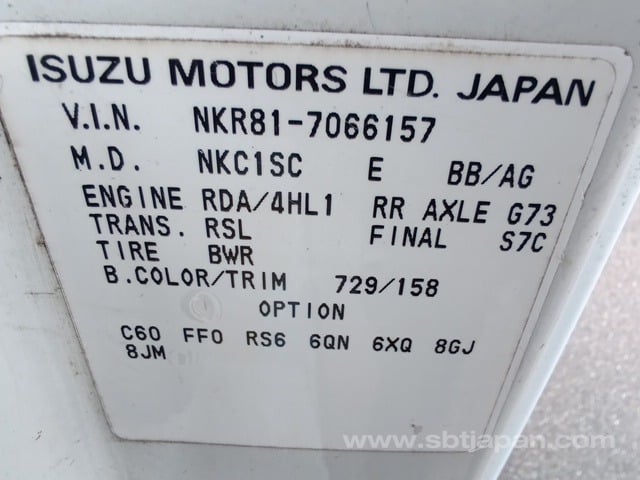 ISUZU MOTORS LTD. JAPAN
V.I.N. NKR81-7066157
M.D. NKC1SC E BB/AG
ENGINE RDA/4HL1 RR AXLE G73
TRANS. RSL FINAL S7C
TIRE BWR
B.COLOR/TRIM 729/158
OPTION
C60 FF0 RS6 6QN 6XQ 8GJ
8JM
www.sbtjapan.com